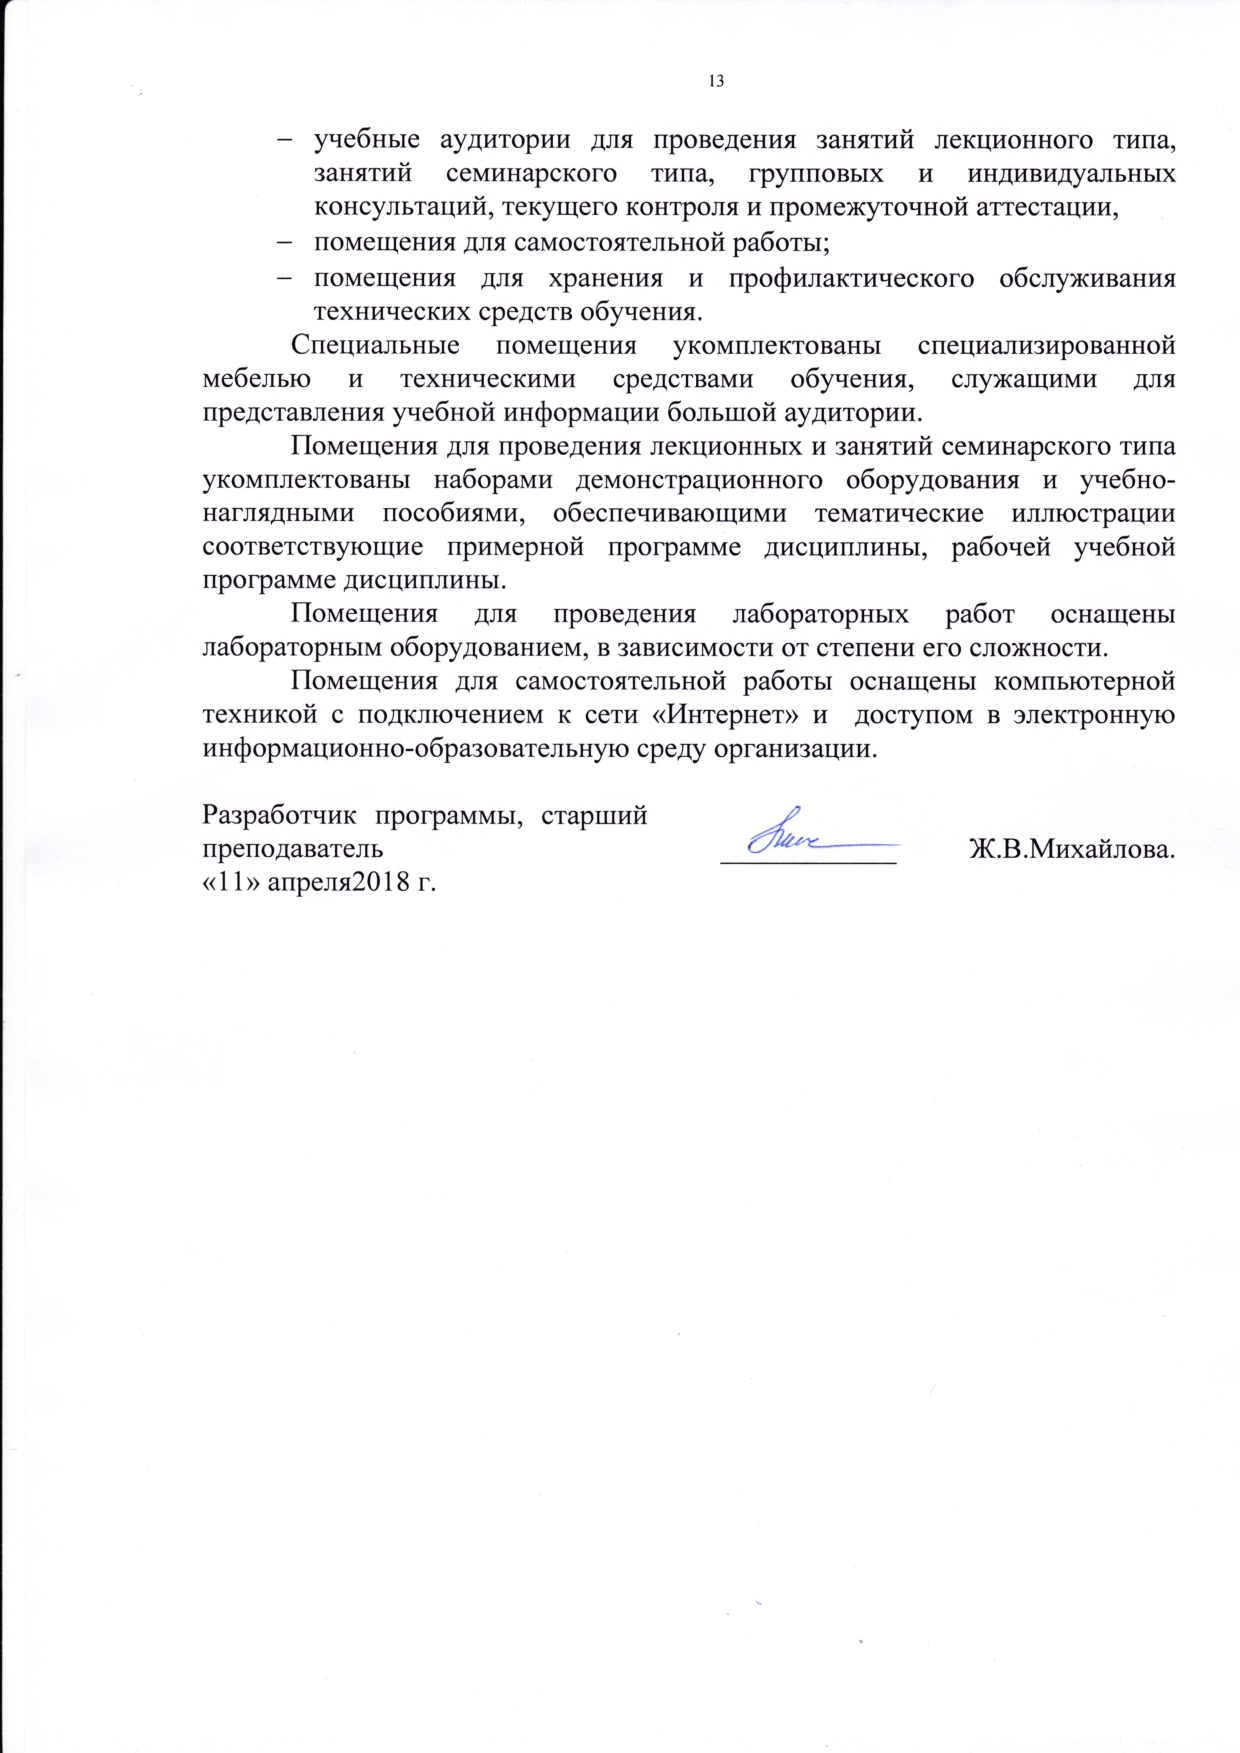 13
– учебные аудитории для проведения занятий лекционного типа,
занятий семинарского типа, групповых и индивидуальных
консультаций, текущего контроля и промежуточной аттестации,
– помещения для самостоятельной работы;
– помещения для хранения и профилактического обслуживания
технических средств обучения.
Специальные помещения укомплектованы специализированной
мебелью и техническими средствами обучения, служащими для
представления учебной информации большой аудитории.
Помещения для проведения лекционных и занятий семинарского типа
укомплектованы наборами демонстрационного оборудования и учебно-
наглядными пособиями, обеспечивающими тематические иллюстрации
соответствующие примерной программе дисциплины, рабочей учебной
программе дисциплины.
Помещения для проведения лабораторных работ оснащены
лабораторным оборудованием, в зависимости от степени его сложности.
Помещения для самостоятельной работы оснащены компьютерной
техникой с подключением к сети «Интернет» и доступом в электронную
информационно-образовательную среду организации.
Разработчик программы, старший
преподаватель Ж.В.Михайлова.
«11» апреля2018 г.